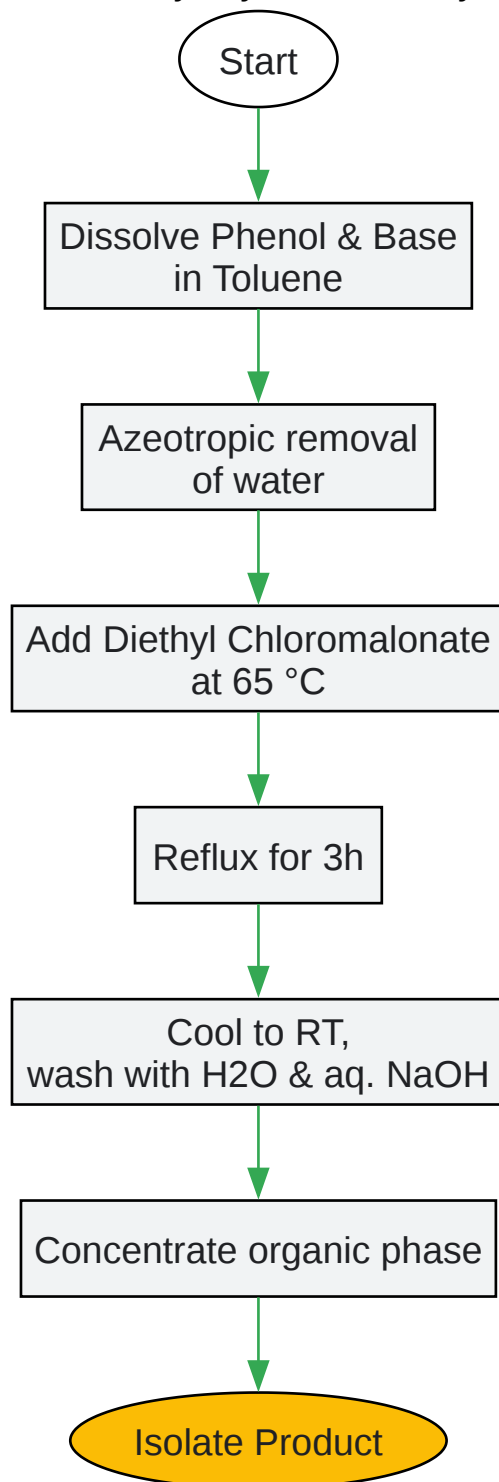 Start
Dissolve Phenol & Base
in Toluene
Azeotropic removal
of water
Add Diethyl Chloromalonate
at 65 °C
Reflux for 3h
Cool to RT,
wash with H2O & aq. NaOH
Concentrate organic phase
Isolate Product